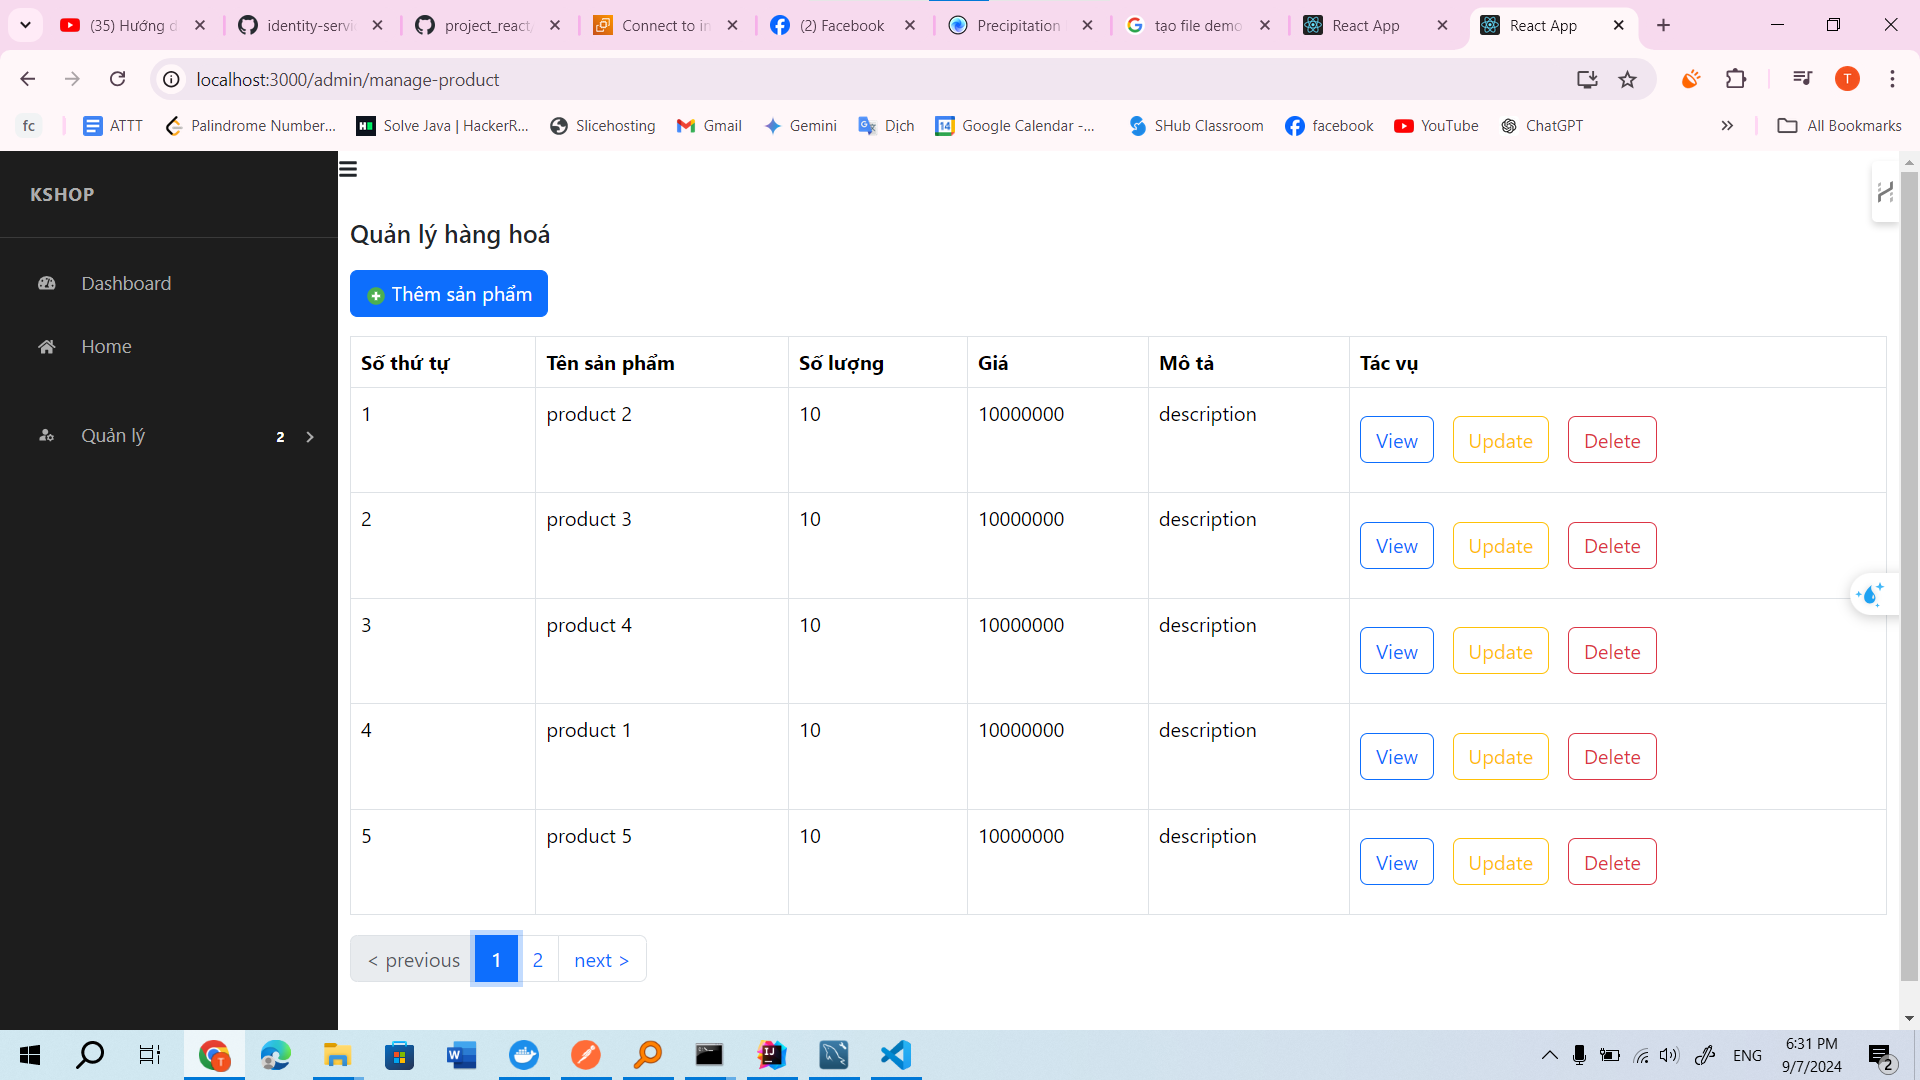 (35) Hướng d
identity-servi
project_react/
Connect to in
(2) Facebook
Precipitation
tạo file demo
React App
React App
localhost:3000/admin/manage-product
T
fc
ATTT
Palindrome Number...
Solve Java | HackerR...
Slicehosting
Gmail
Gemini
Dịch
Google Calendar -...
SHub Classroom
facebook
YouTube
ChatGPT
All Bookmarks
KSHOP
Dashboard
Home
Quản lý 2
Quản lý hàng hoá
Thêm sản phẩm
Số thứ tự Tên sản phẩm Số lượng Giá Mô tả Tác vụ
1 product 2 10 10000000 description View Update Delete
2 product 3 10 10000000 description View Update Delete
3 product 4 10 10000000 description View Update Delete
4 product 1 10 10000000 description View Update Delete
5 product 5 10 10000000 description View Update Delete
< previous 1 2 next >
ENG
6:31 PM
9/7/2024
2